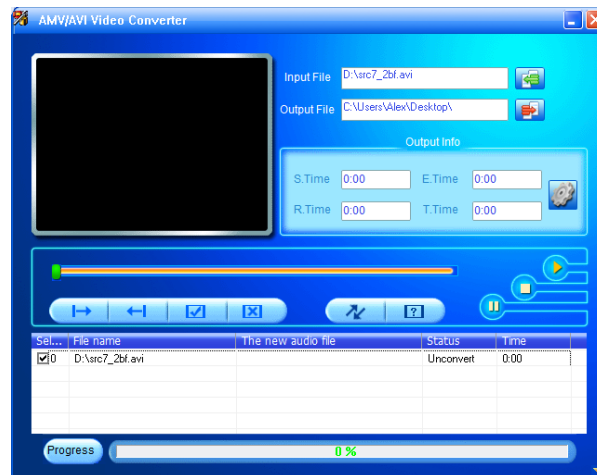 AMV/AVI Video Converter
Input File D:\src7_2bf.avi
Output File C:\Users\Alex\Desktop\
Output Info
S.Time 0:00 E.Time 0:00
R.Time 0:00 T.Time 0:00
Sel... File name The new audio file Status Time
0 D:\src7_2bf.avi Unconvert 0:00
Progress 0 %